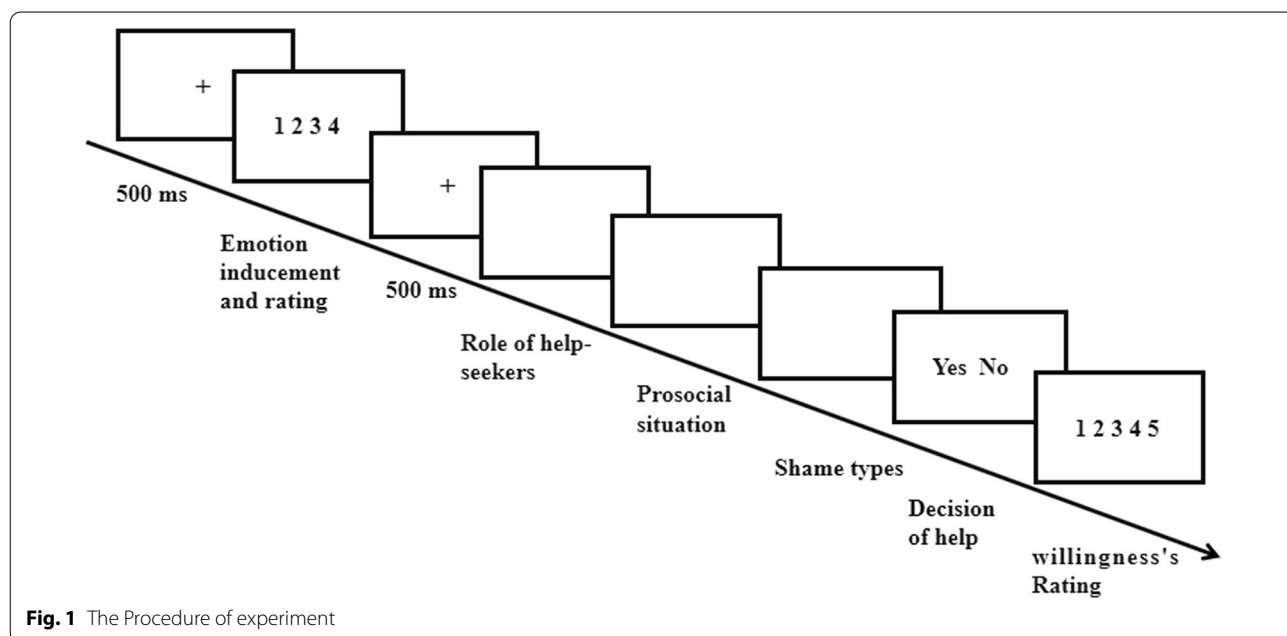 +
1 2 3 4
+
500 ms
Emotion
inducement
and rating
500 ms
Role of help-
seekers
Prosocial
situation
Shame types
Yes No
Decision
of help
1 2 3 4 5
willingness's
Rating
Fig. 1 The Procedure of experiment